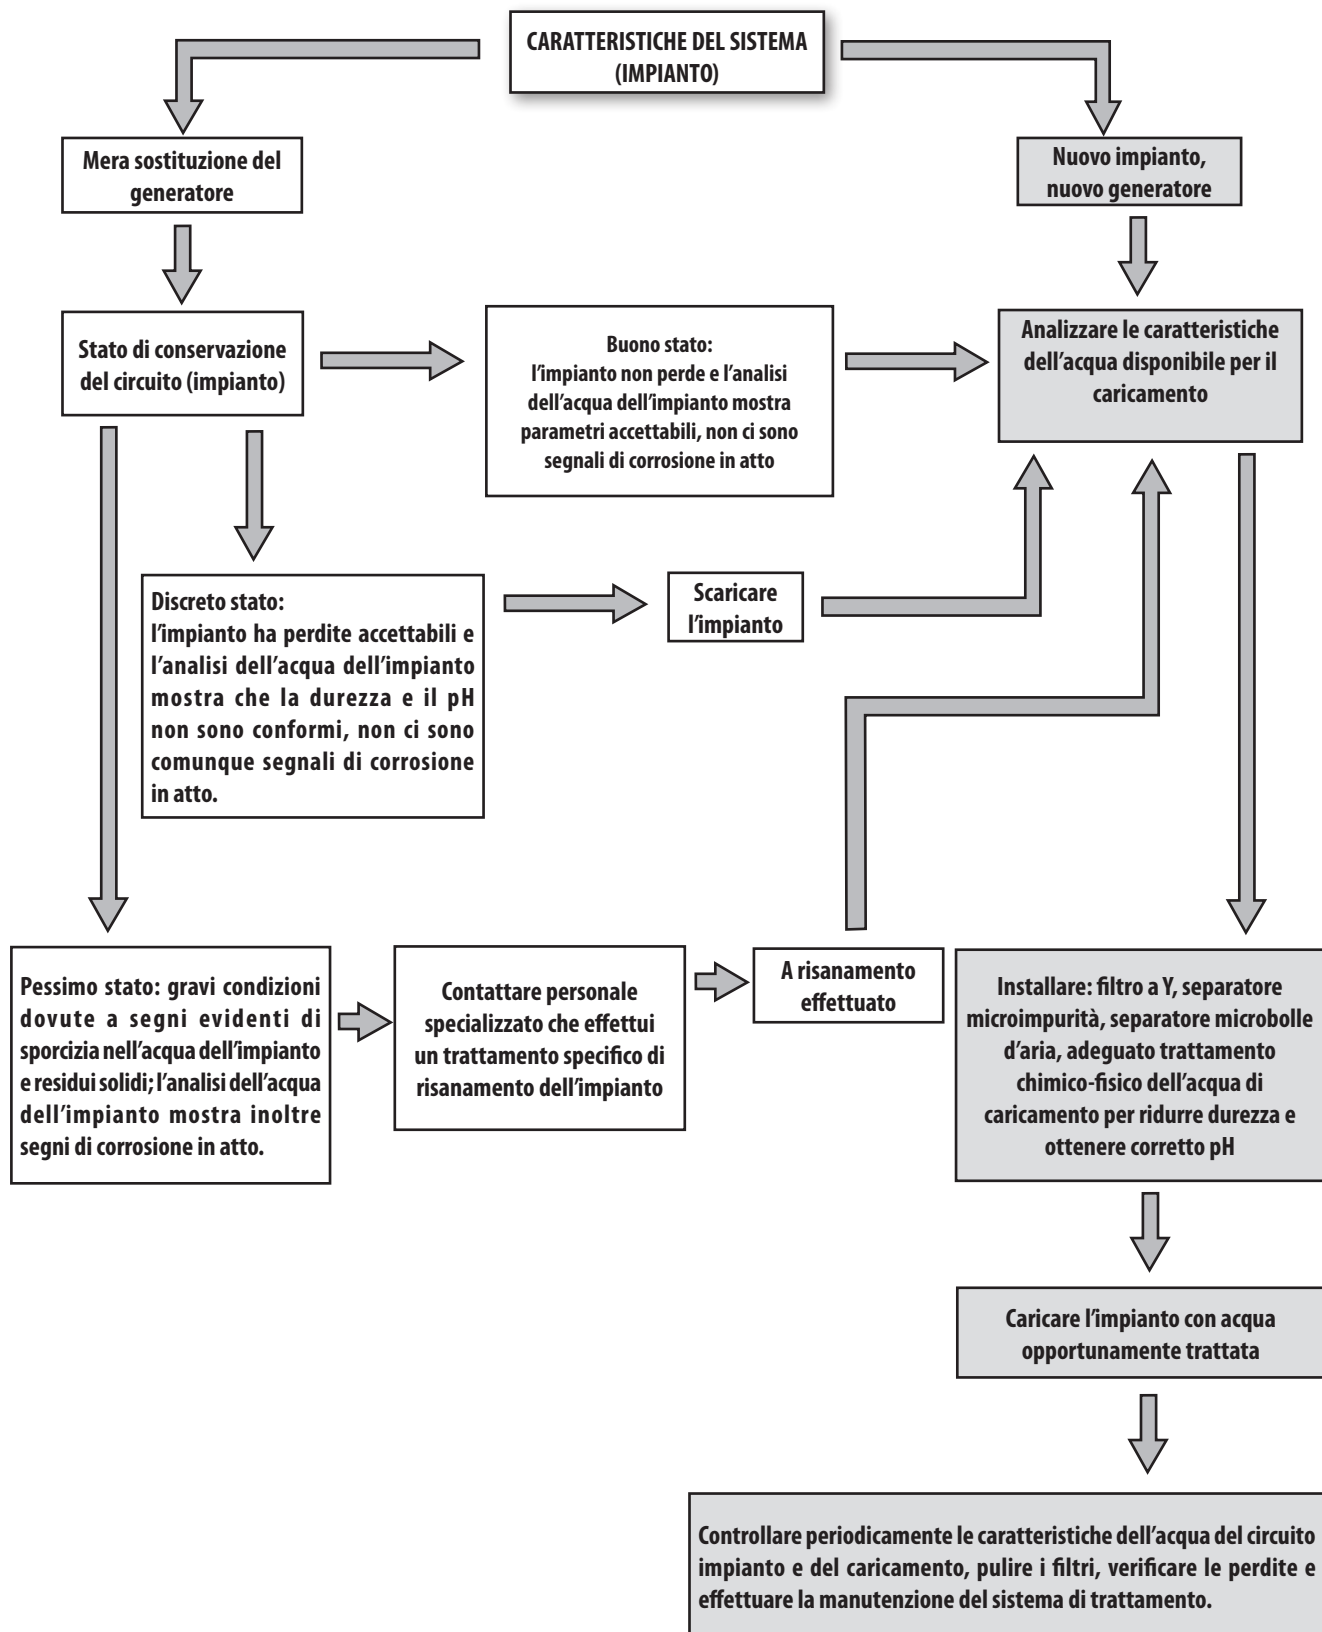 CARATTERISTICHE DEL SISTEMA
(IMPIANTO)
Mera sostituzione del
generatore
Nuovo impianto,
nuovo generatore
Stato di conservazione
del circuito (impianto)
Buono stato:
l'impianto non perde e l'analisi
dell'acqua dell'impianto mostra
parametri accettabili, non ci sono
segnali di corrosione in atto
Analizzare le caratteristiche
dell'acqua disponibile per il
caricamento
Discreto stato:
l'impianto ha perdite accettabili e
l'analisi dell'acqua dell'impianto
mostra che la durezza e il pH
non sono conformi, non ci sono
comunque segnali di corrosione
in atto.
Scaricare
l'impianto
Pessimo stato: gravi condizioni
dovute a segni evidenti di
sporcizia nell'acqua dell'impianto
e residui solidi; l'analisi dell'acqua
dell'impianto mostra inoltre
segni di corrosione in atto.
Contattare personale
specializzato che effettui
un trattamento specifico di
risanamento dell'impianto
A risanamento
effettuato
Installare: filtro a Y, separatore
microimpurità, separatore microbolle
d'aria, adeguato trattamento
chimico-fisico dell'acqua di
caricamento per ridurre durezza e
ottenere corretto pH
Caricare l'impianto con acqua
opportunamente trattata
Controllare periodicamente le caratteristiche dell'acqua del circuito
impianto e del caricamento, pulire i filtri, verificare le perdite e
effettuare la manutenzione del sistema di trattamento.